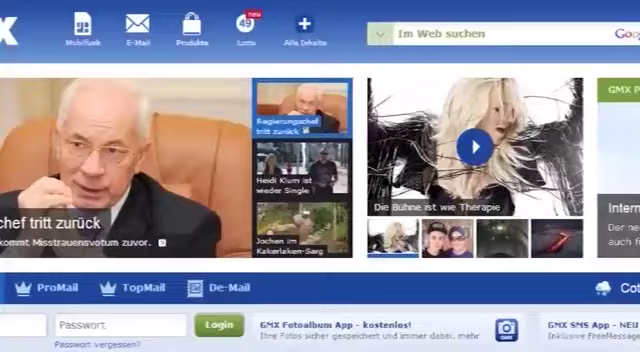 X
Mobilfunk
E-Mail
Produkte
49
neu
Lotto
Alle Inhalte
Im Web suchen
Goo
Regierungschef
tritt zurück
Heidi Klum ist
wieder Single
Jochen im
Kakerlaken-Sarg
chef tritt zurück
kommt Misstrauensvotum zuvor.
Die Bühne ist wie Therapie
GMX P
Intern
Der ne
auch f
ProMail
TopMail
De-Mail
Cot
Passwort
Login
Passwort vergessen?
GMX Fotoalbum App - kostenlos!
Ihre Fotos sicher gespeichert und immer dabei. mehr
GMX SMS App - NEU
Inklusive FreeMessage